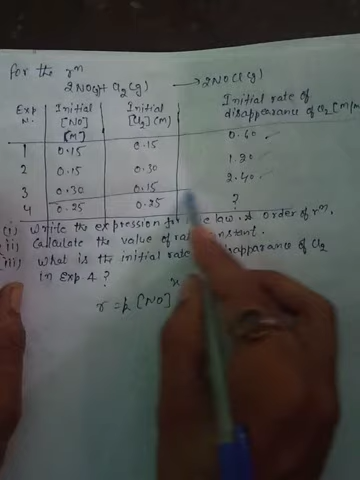 for the rxn
2NO(g) + Cl2(g) → 2NOCl(g)
Exp N. Initial [NO] [M] Initial [Cl2] (M) Initial rate of disappearance of Cl2 [M/m
1 0.15 0.15 0.60
2 0.15 0.30 1.20
3 0.30 0.15 2.40
4 0.25 0.25 ?
(i) Write the expression for law & order of rxn.
ii) Calculate the value of rate constant.
(iii) What is the initial rate disappearance of Cl2
in Exp 4 ?
r = k [NO]x